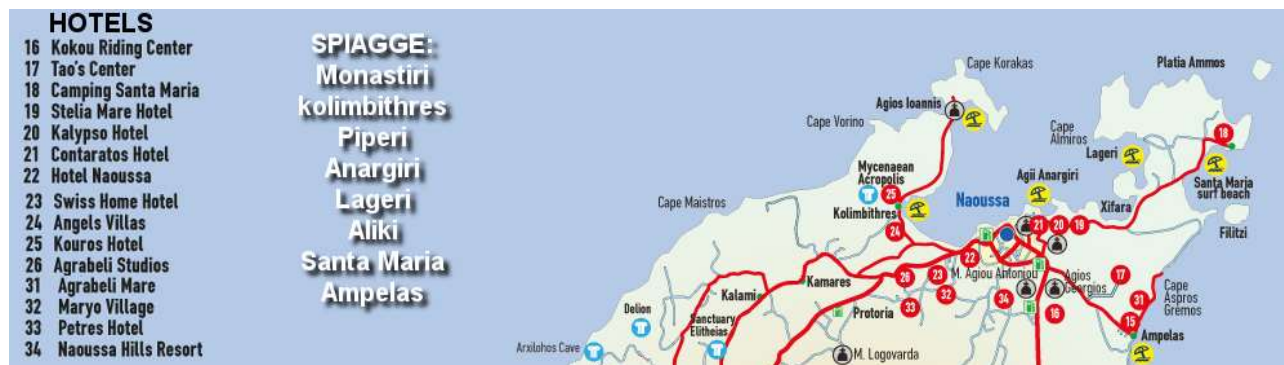 HOTELS
16 Kokou Riding Center
17 Tao's Center
18 Camping Santa Maria
19 Stelia Mare Hotel
20 Kalypso Hotel
21 Contaratos Hotel
22 Hotel Naoussa
23 Swiss Home Hotel
24 Angels Villas
25 Kouros Hotel
26 Agrabeli Studios
31 Agrabeli Mare
32 Maryo Village
33 Petres Hotel
34 Naoussa Hills Resort
SPIAGGE:
Monastiri
kolimbithres
Piperi
Anargiri
Lageri
Aliki
Santa Maria
Ampelas
Cape Korakas
Platia Ammos
Agios Ioannis
Cape Vorino
Cape
Almiros
18
Lageri
Mycenaean
Acropolis
25
Agii Anargiri
Santa Maria
surf beach
Cape Maistros
Kolimbithres
Naoussa
Xifara
Filitzi
24
21
20
19
22
M. Agiou Antoniou
Agios
Georgios
17
Kamares
26
23
32
Kalami
33
34
16
31
Cape
Aspros
Gremos
Delion
Sanctuary
Elitheias
Protoria
15
Ampelas
Arxilohos Cave
M. Logovarda